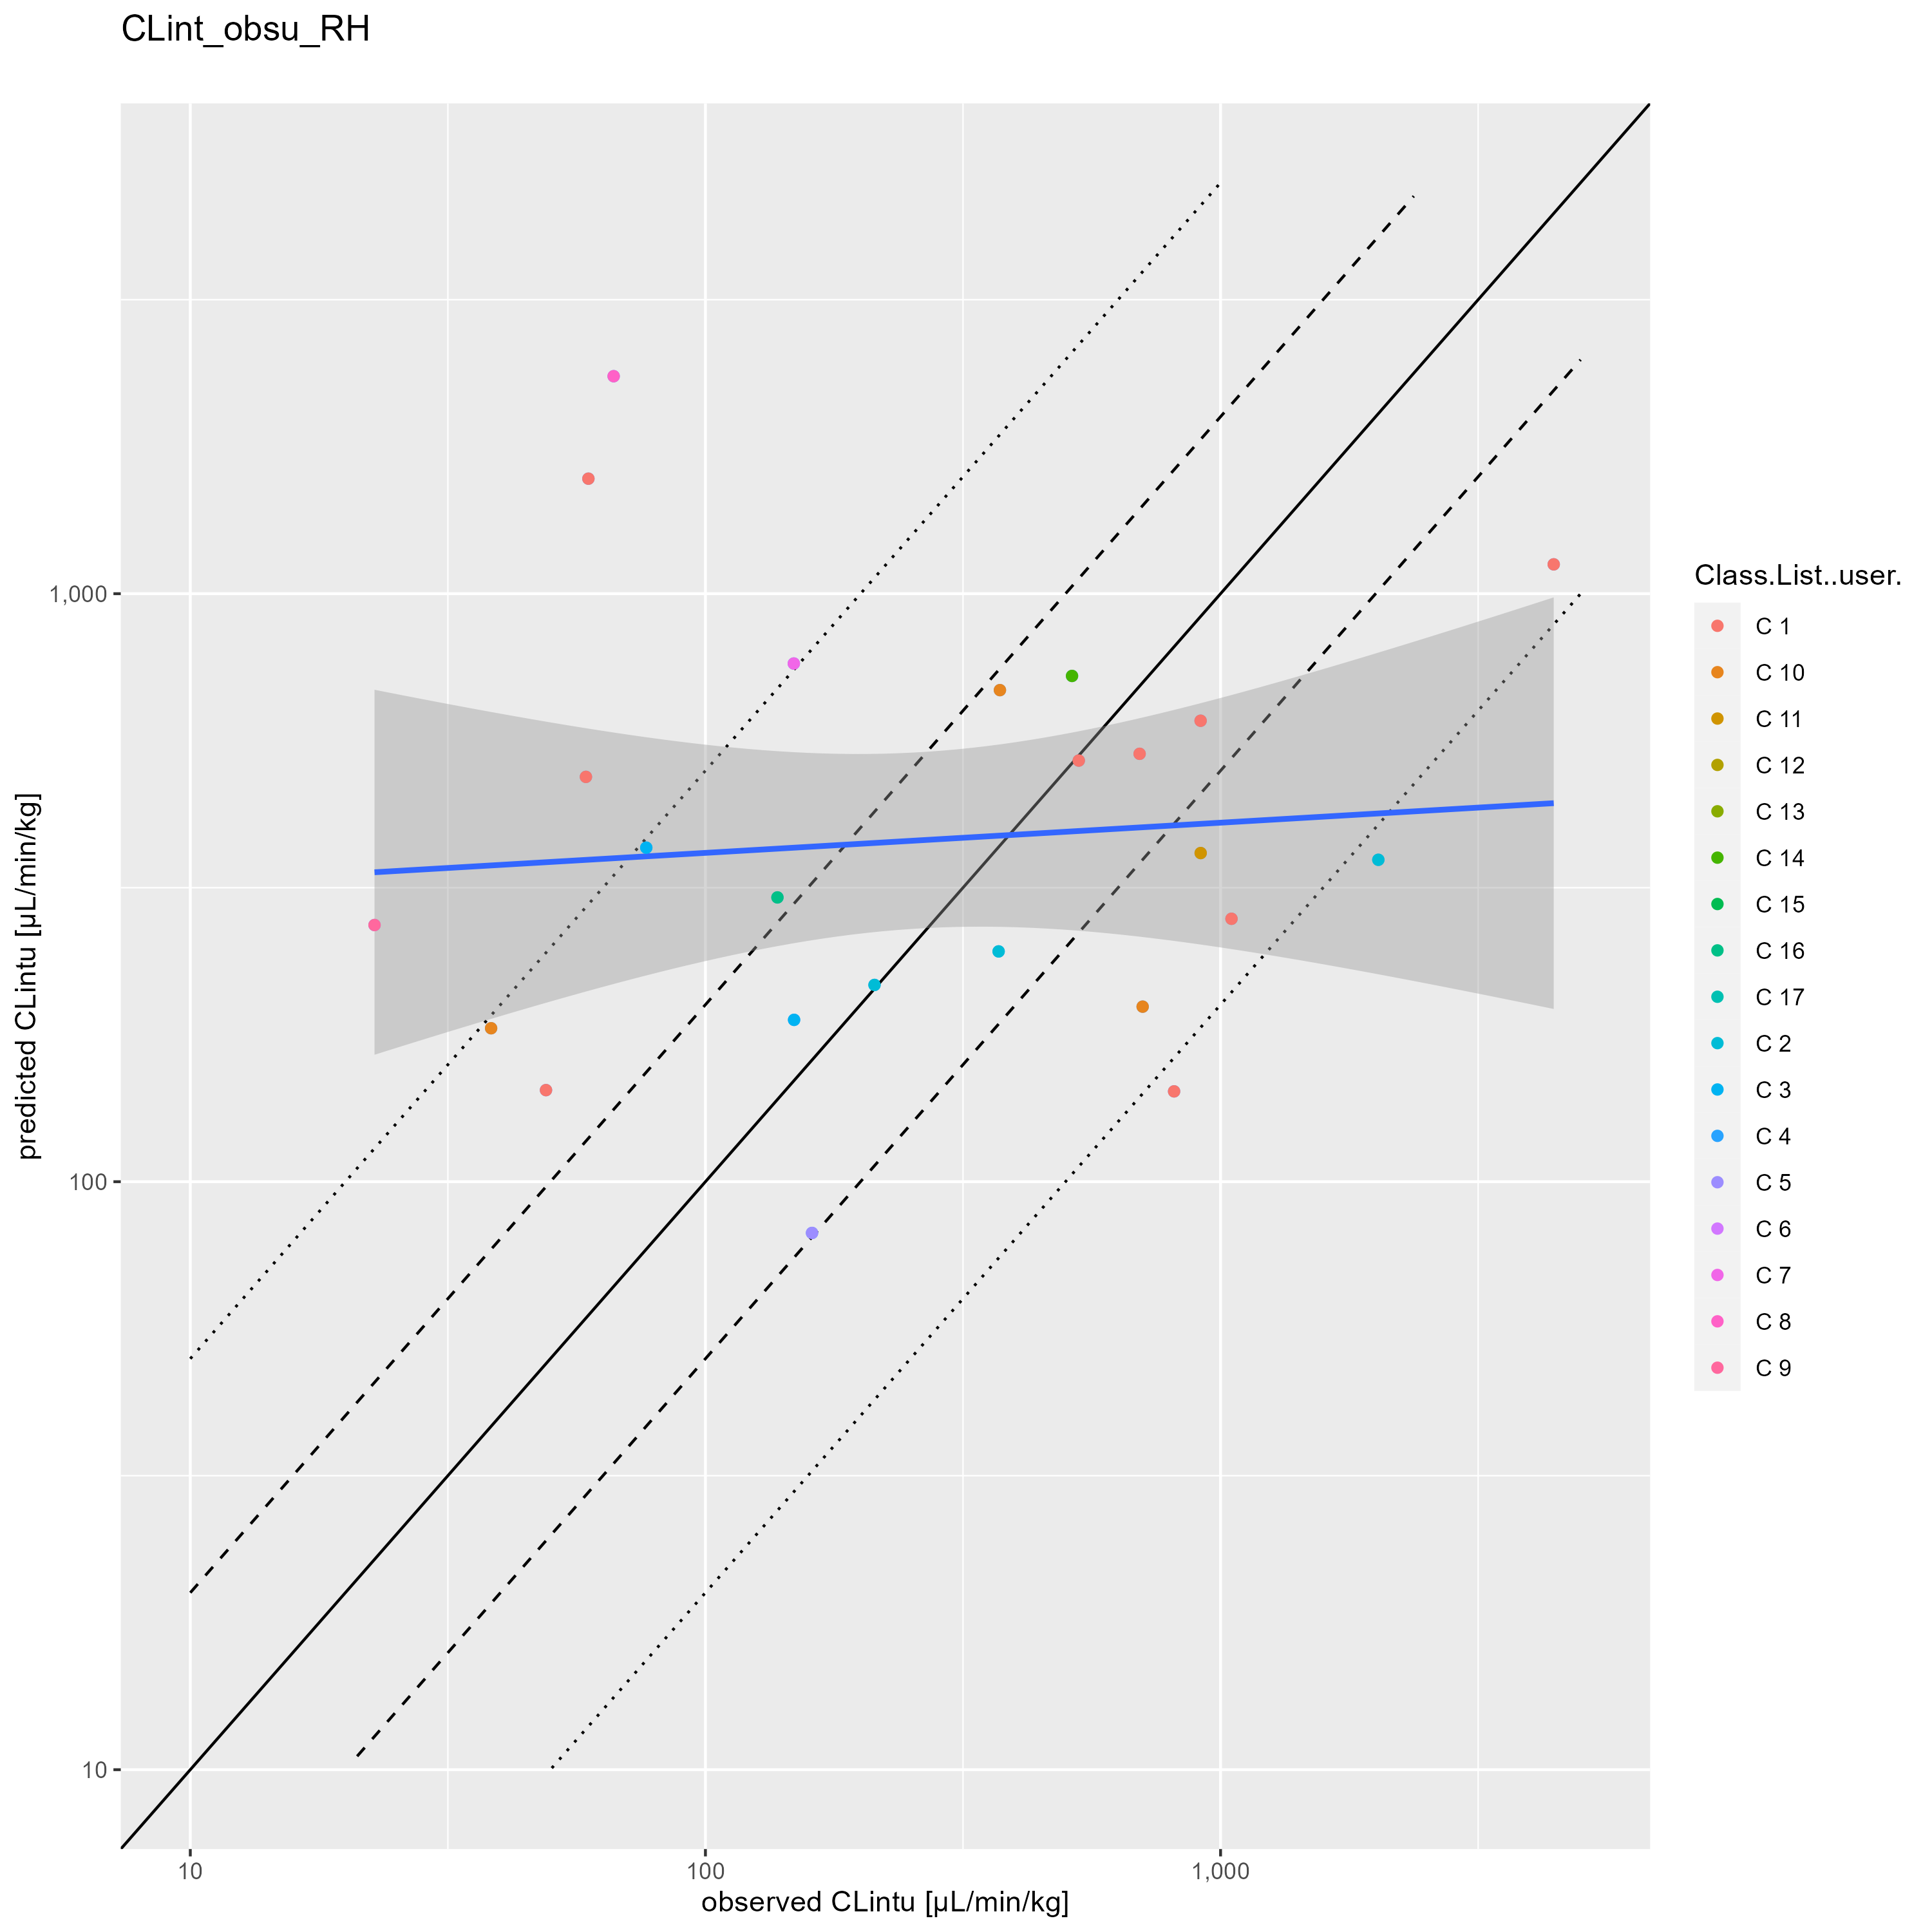 CLint_obsu_RH
1,000
100
10
predicted CLintu [µL/min/kg]
10
100
1,000
observed CLintu [µL/min/kg]
Class.List..user.
C 1
C 10
C 11
C 12
C 13
C 14
C 15
C 16
C 17
C 2
C 3
C 4
C 5
C 6
C 7
C 8
C 9